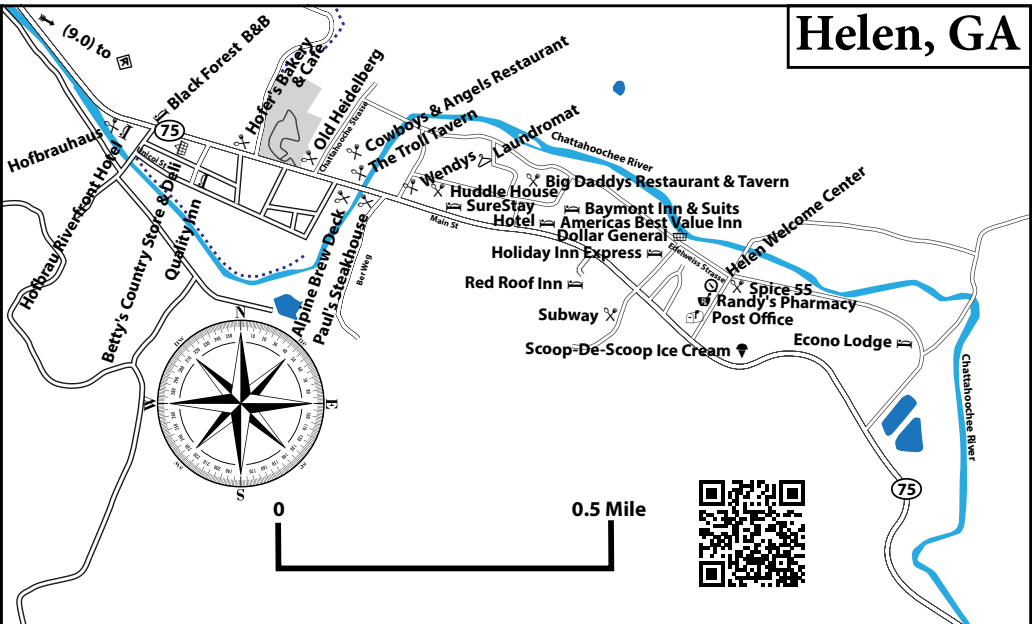 Helen, GA
(9.0) to
Black Forest B&B
75
Hofbrauhaus
Unicoi St
Hofer's Bakery
& Cafe
Old Heidelberg
Chattahoochee Strasse
Cowboys & Angels Restaurant
The Troll Tavern
Wendys
Laundromat
Chattahoochee River
Huddle House
Big Daddys Restaurant & Tavern
SureStay
Hotel
Baymont Inn & Suits
Americas Best Value Inn
Dollar General
Main St
Holiday Inn Express
Edelweiss Strasse
Helen Welcome Center
Red Roof Inn
Spice 55
Randy's Pharmacy
Post Office
Subway
Scoop-De-Scoop Ice Cream
Econo Lodge
Hofbrau Riverfront Hotel
Betty's Country Store & Deli
Quality Inn
Alpine Brew Deck
Paul's Steakhouse
Chattahoochee River
75
N
E
S
W
0
0.5 Mile